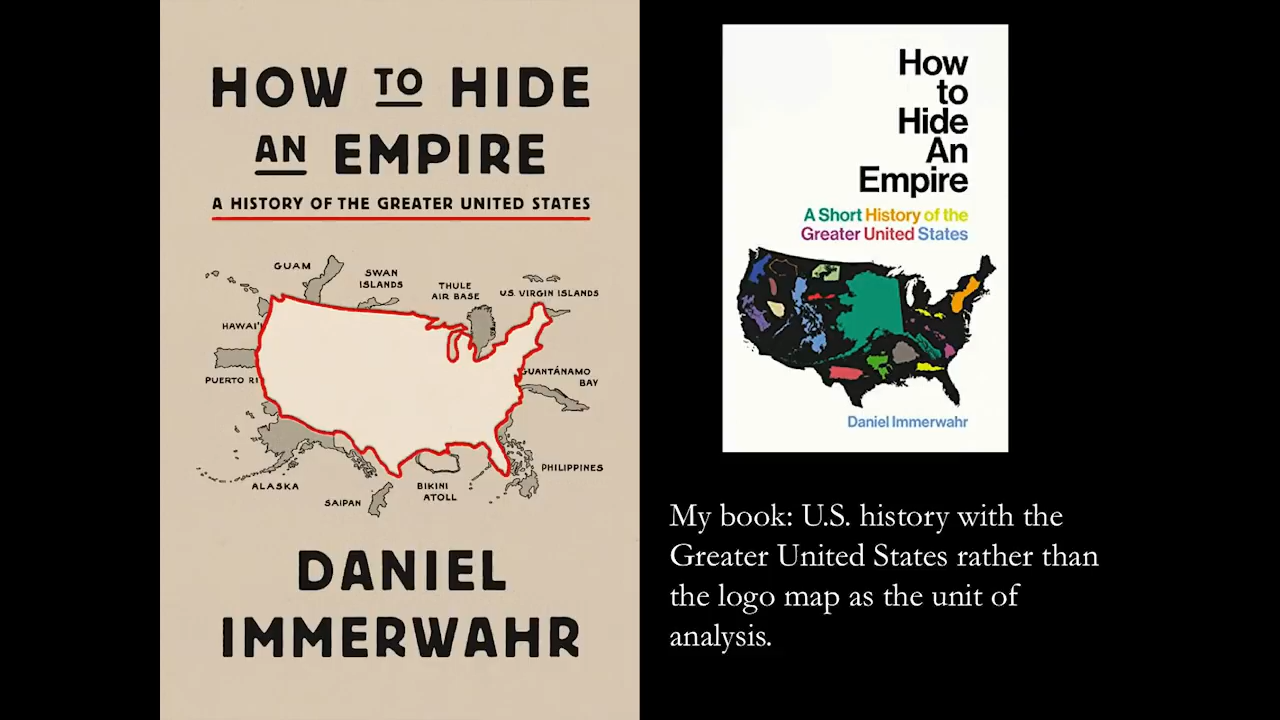 HOW TO HIDE
AN EMPIRE
A HISTORY OF THE GREATER UNITED STATES
GUAM
SWAN
ISLANDS
THULE
AIR BASE
U.S. VIRGIN ISLANDS
HAWAI'
PUERTO RI
GUANTÁNAMO
BAY
PHILIPPINES
ALASKA
SAIPAN
BIKINI
ATOLL
DANIEL
IMMERWAHR
How
to
Hide
An
Empire
A Short History of the
Greater United States
Daniel Immerwahr
My book: U.S. history with the
Greater United States rather than
the logo map as the unit of
analysis.